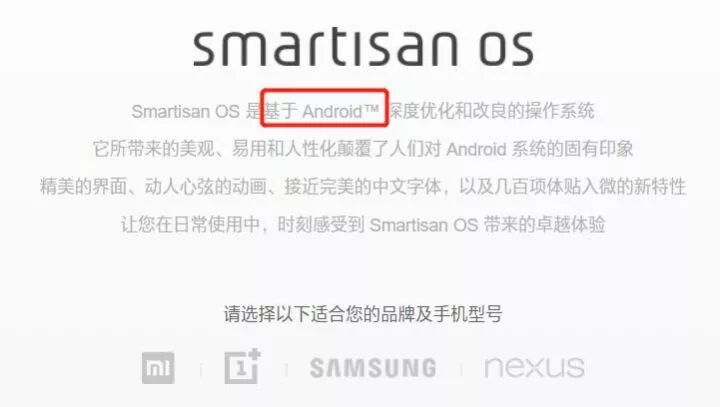 smartisan os
Smartisan OS 是基于 Android™ 深度优化和改良的操作系统
它所带来的美观、易用和人性化颠覆了人们对 Android 系统的固有印象
精美的界面、动人心弦的动画、接近完美的中文字体，以及几百项体贴入微的新特性
让您在日常使用中，时刻感受到 Smartisan OS 带来的卓越体验
请选择以下适合您的品牌及手机型号
mi 1+ SAMSUNG nexus